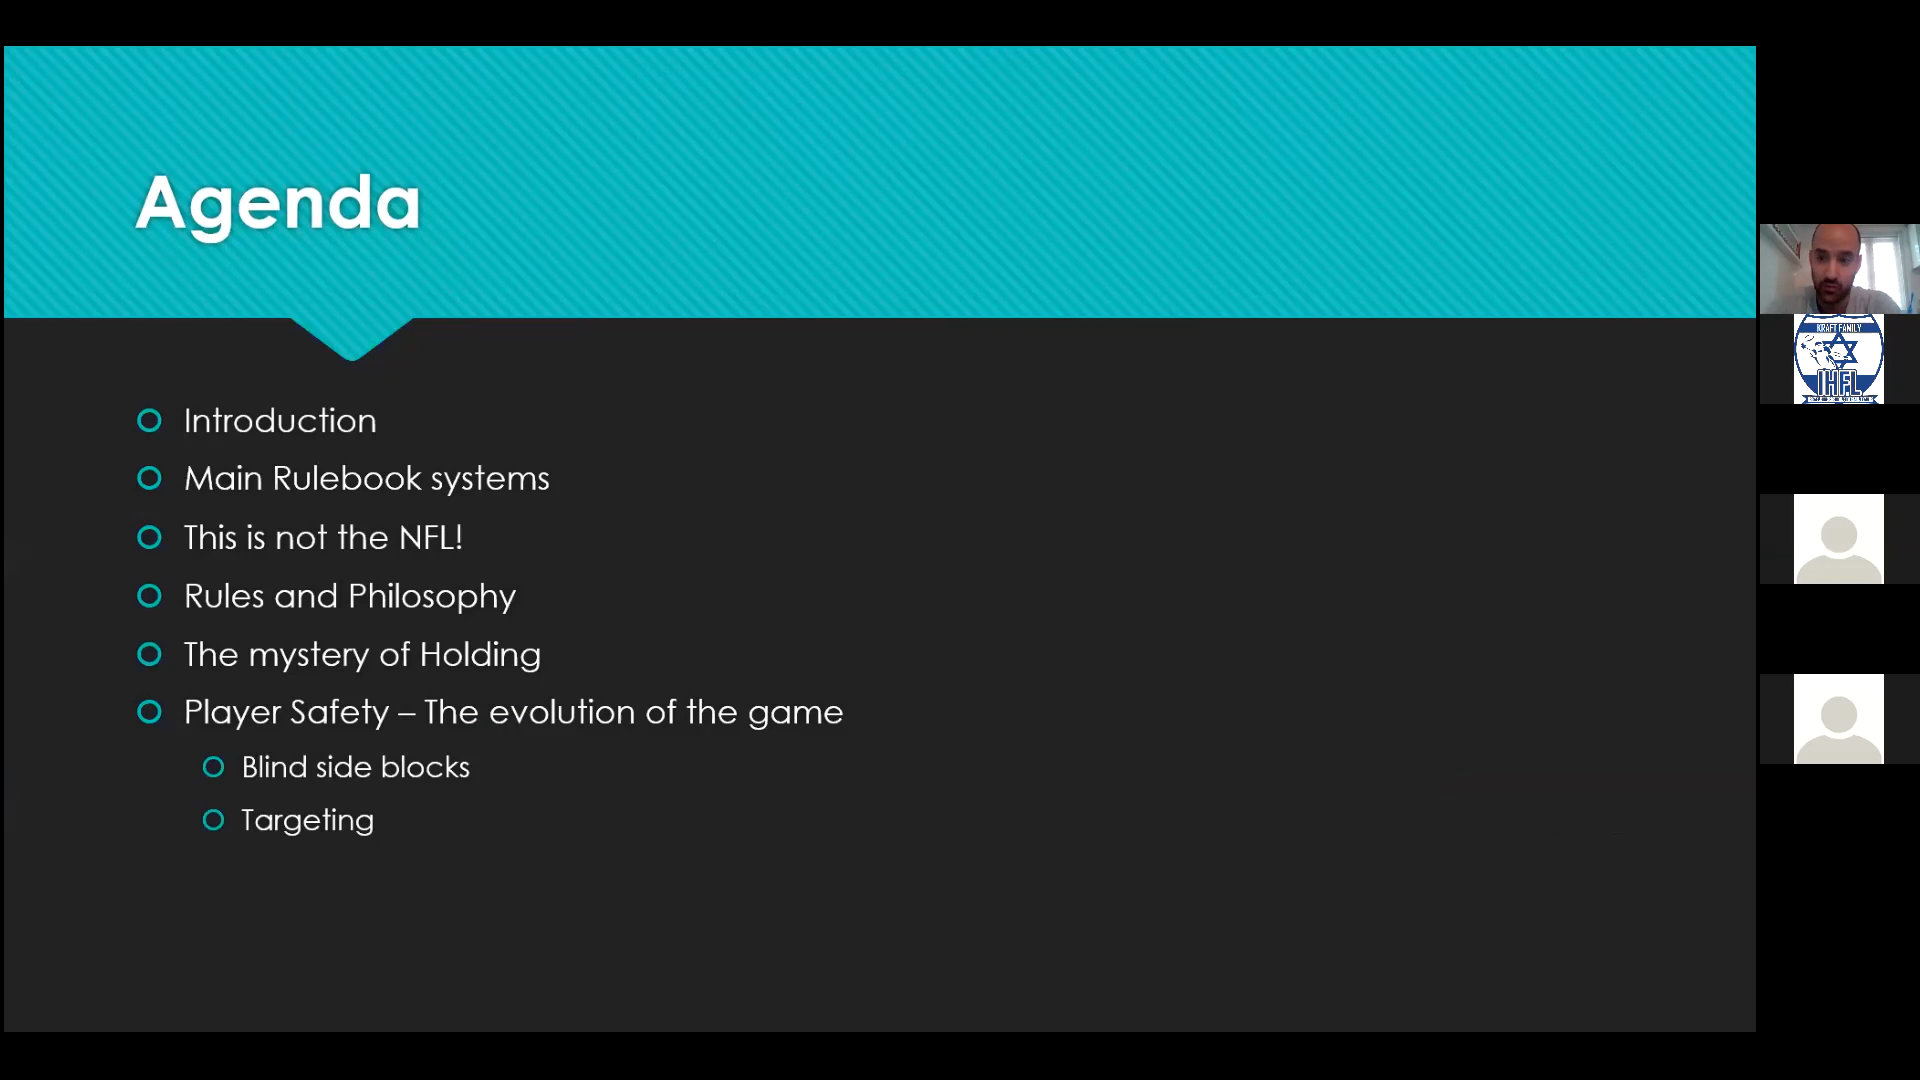 Agenda
Introduction
Main Rulebook systems
This is not the NFL!
Rules and Philosophy
The mystery of Holding
Player Safety – The evolution of the game
Blind side blocks
Targeting
KRAFT FAMILY
IHFL